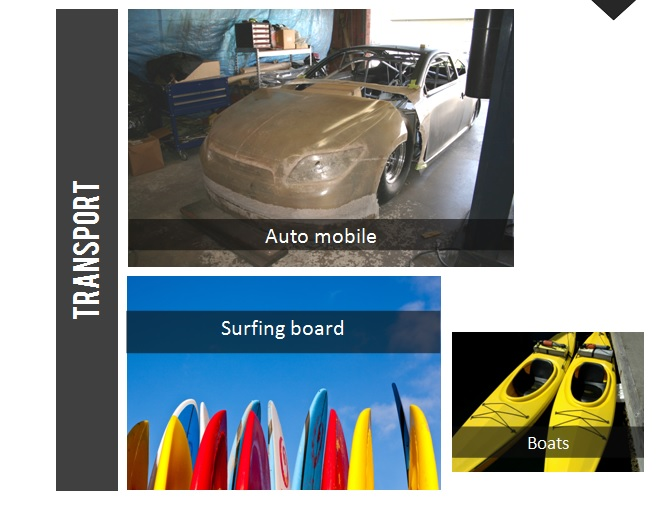 TRANSPORT
Auto mobile
Surfing board
Boats